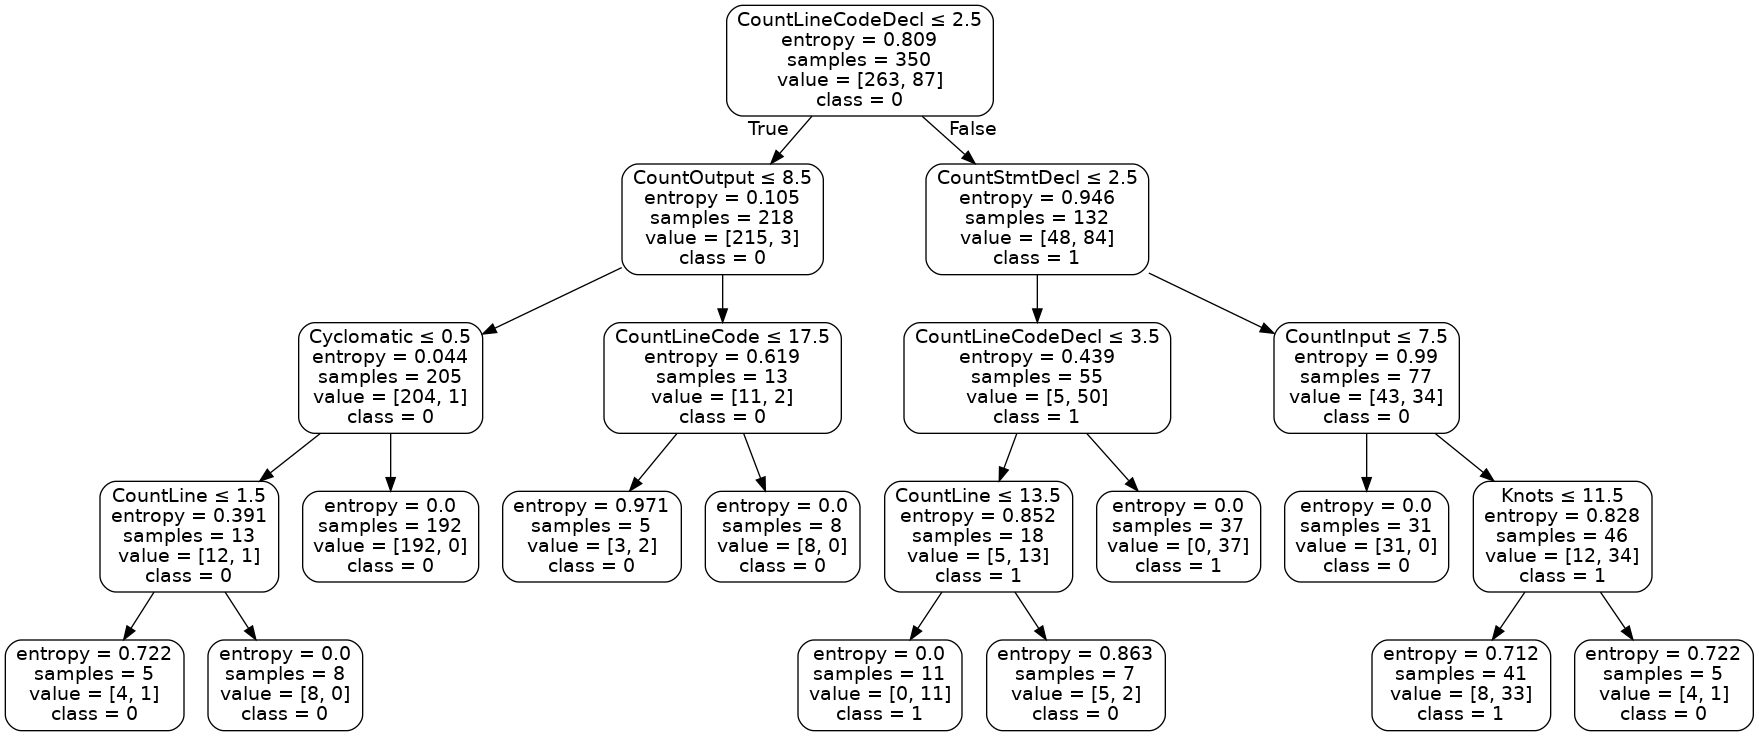 CountLineCodeDecl ≤ 2.5
entropy = 0.809
samples = 350
value = [263, 87]
class = 0
True
False
CountOutput ≤ 8.5
entropy = 0.105
samples = 218
value = [215, 3]
class = 0
CountStmtDecl ≤ 2.5
entropy = 0.946
samples = 132
value = [48, 84]
class = 1
Cyclomatic ≤ 0.5
entropy = 0.044
samples = 205
value = [204, 1]
class = 0
CountLineCode ≤ 17.5
entropy = 0.619
samples = 13
value = [11, 2]
class = 0
CountLineCodeDecl ≤ 3.5
entropy = 0.439
samples = 55
value = [5, 50]
class = 1
CountInput ≤ 7.5
entropy = 0.99
samples = 77
value = [43, 34]
class = 0
CountLine ≤ 1.5
entropy = 0.391
samples = 13
value = [12, 1]
class = 0
entropy = 0.0
samples = 192
value = [192, 0]
class = 0
entropy = 0.971
samples = 5
value = [3, 2]
class = 0
entropy = 0.0
samples = 8
value = [8, 0]
class = 0
CountLine ≤ 13.5
entropy = 0.852
samples = 18
value = [5, 13]
class = 1
entropy = 0.0
samples = 37
value = [0, 37]
class = 1
entropy = 0.0
samples = 31
value = [31, 0]
class = 0
Knots ≤ 11.5
entropy = 0.828
samples = 46
value = [12, 34]
class = 1
entropy = 0.722
samples = 5
value = [4, 1]
class = 0
entropy = 0.0
samples = 8
value = [8, 0]
class = 0
entropy = 0.0
samples = 11
value = [0, 11]
class = 1
entropy = 0.863
samples = 7
value = [5, 2]
class = 0
entropy = 0.712
samples = 41
value = [8, 33]
class = 1
entropy = 0.722
samples = 5
value = [4, 1]
class = 0